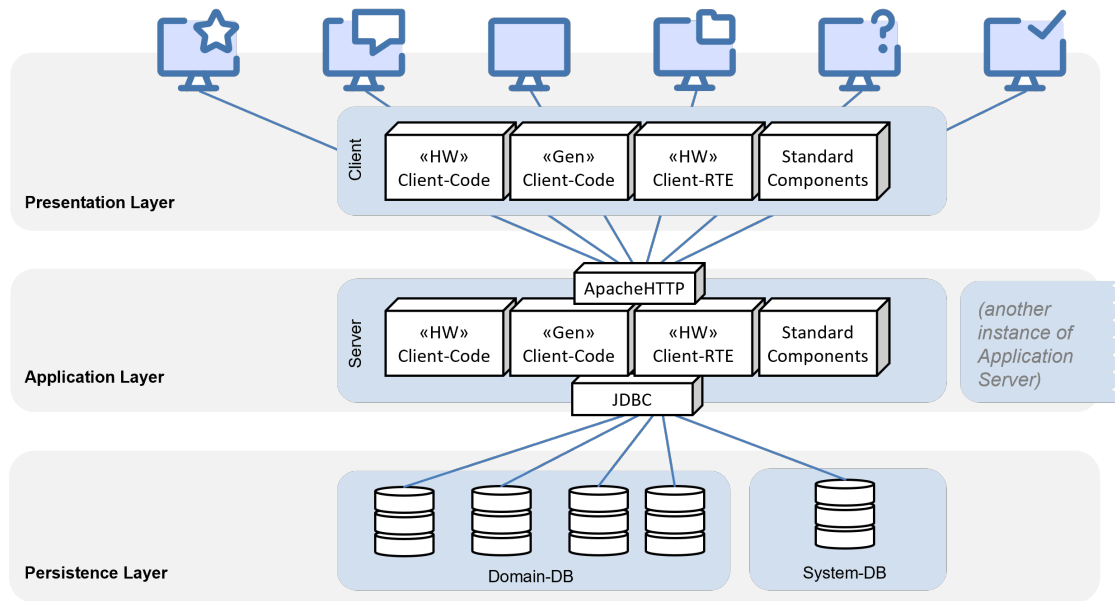 Client
«HW»
Client-Code
«Gen»
Client-Code
«HW»
Client-RTE
Standard
Components
Presentation Layer
ApacheHTTP
Server
«HW»
Client-Code
«Gen»
Client-Code
«HW»
Client-RTE
Standard
Components
(another
instance of
Application
Server)
Application Layer
JDBC
Domain-DB
System-DB
Persistence Layer